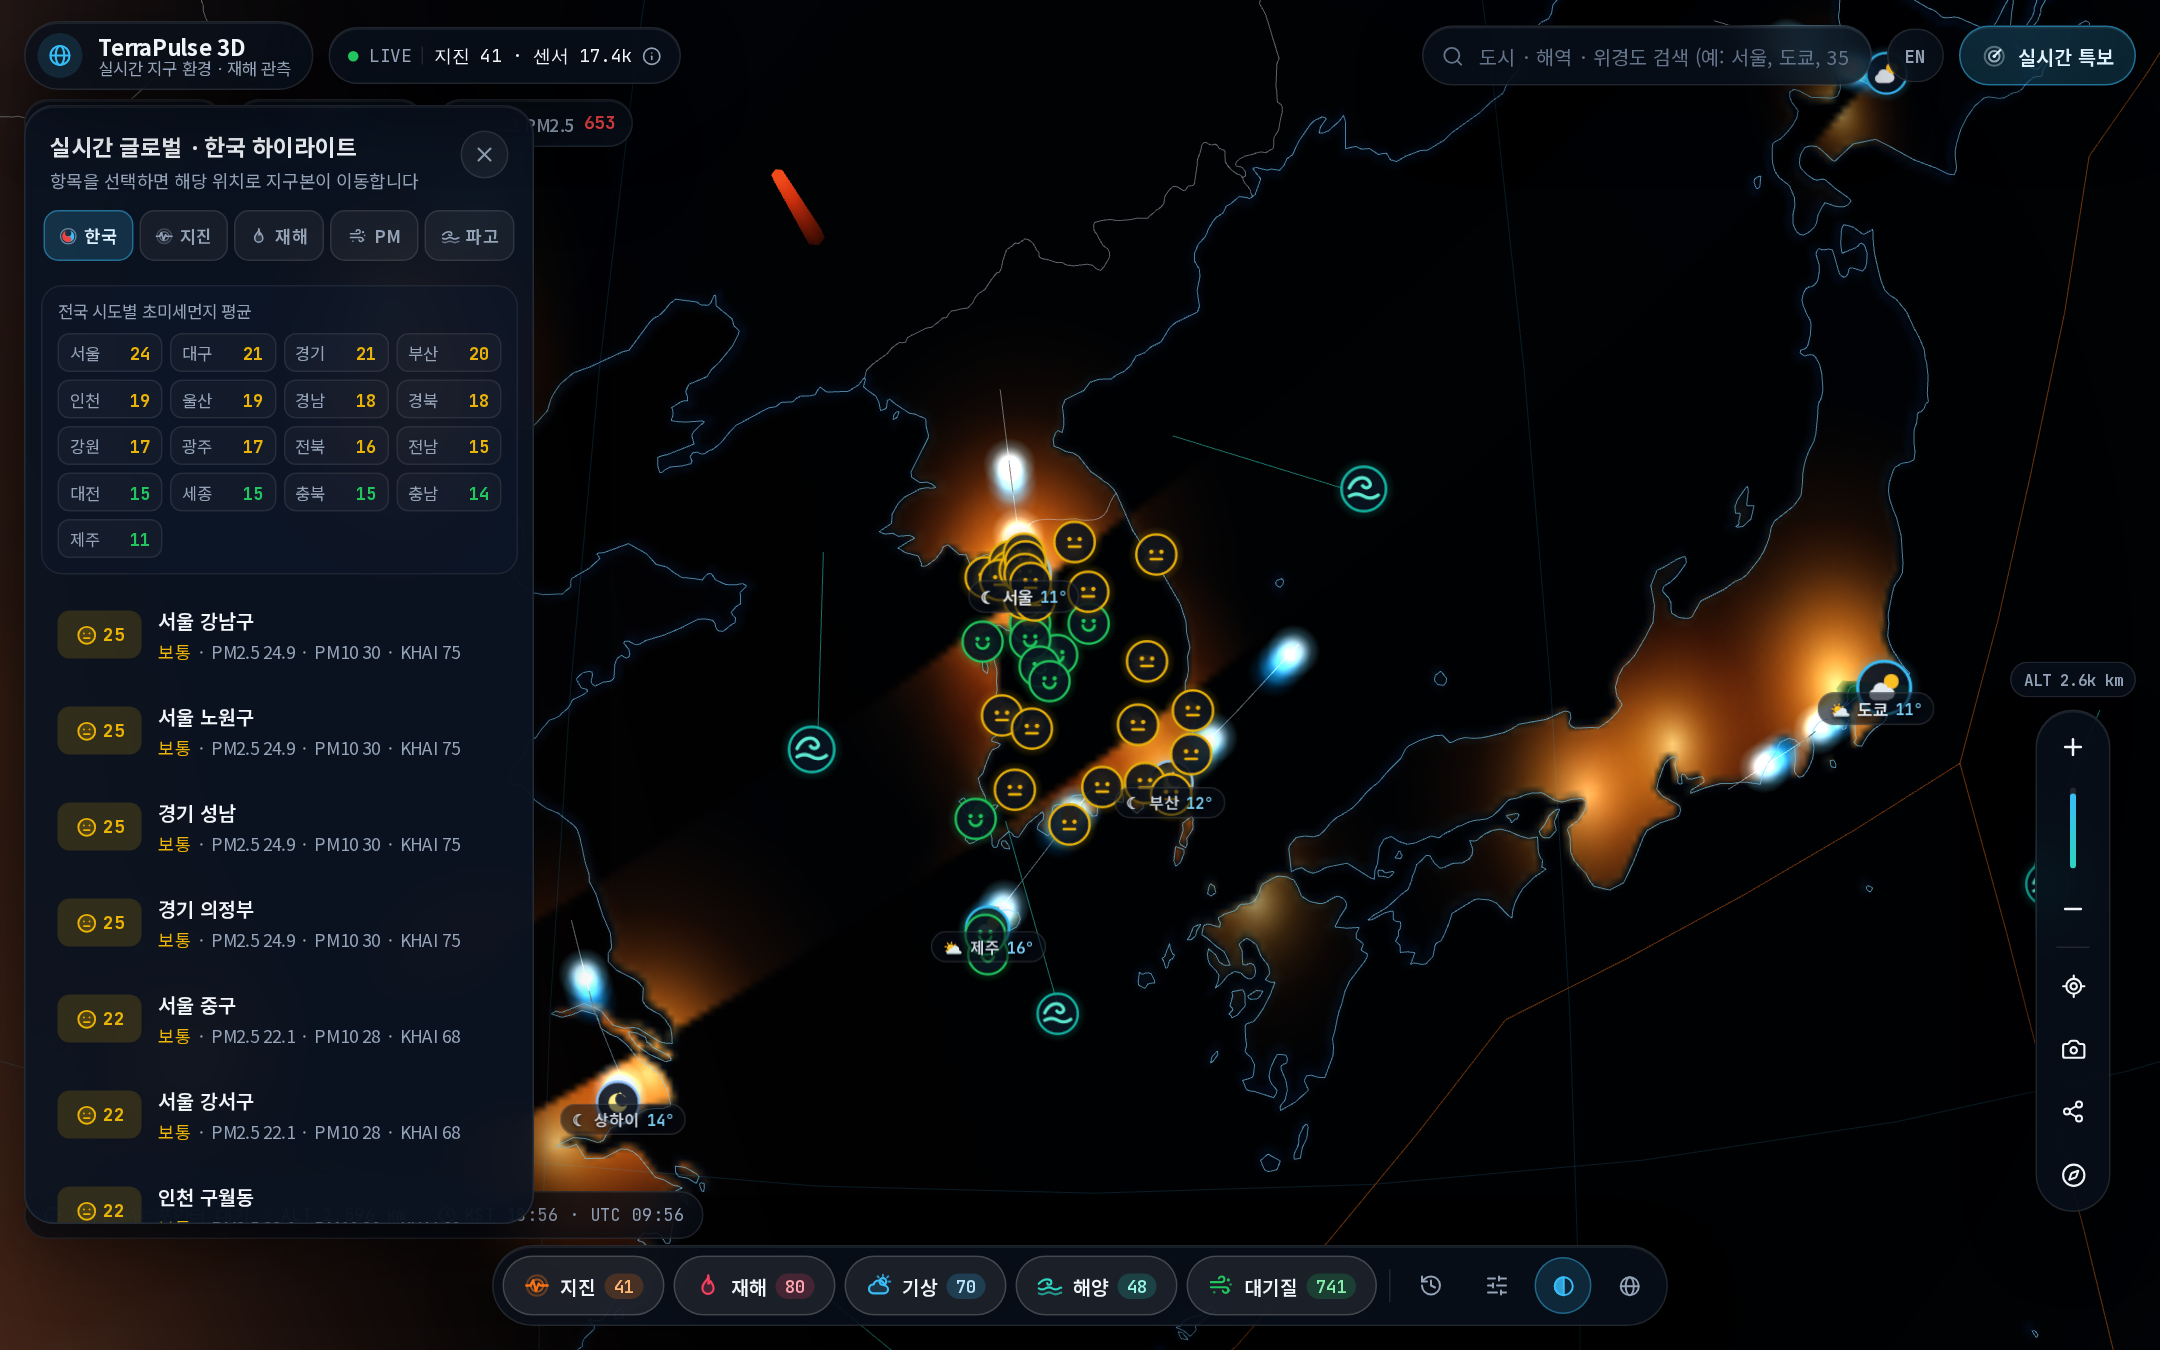 TerraPulse 3D
실시간 지구 환경 · 재해 관측
LIVE 지진 41 · 센서 17.4k
도시 · 해역 · 위경도 검색 (예: 서울, 도쿄, 35
EN
실시간 특보
PM2.5 653
실시간 글로벌 · 한국 하이라이트
항목을 선택하면 해당 위치로 지구본이 이동합니다
한국 지진 재해 PM 파고
전국 시도별 초미세먼지 평균
서울 24 대구 21 경기 21 부산 20
인천 19 울산 19 경남 18 경북 18
강원 17 광주 17 전북 16 전남 15
대전 15 세종 15 충북 15 충남 14
제주 11
25 서울 강남구
보통 · PM2.5 24.9 · PM10 30 · KHAI 75
25 서울 노원구
보통 · PM2.5 24.9 · PM10 30 · KHAI 75
25 경기 성남
보통 · PM2.5 24.9 · PM10 30 · KHAI 75
25 경기 의정부
보통 · PM2.5 24.9 · PM10 30 · KHAI 75
22 서울 중구
보통 · PM2.5 22.1 · PM10 28 · KHAI 68
22 서울 강서구
보통 · PM2.5 22.1 · PM10 28 · KHAI 68
22 인천 구월동
서울 11°
부산 12°
제주 16°
상하이 14°
도쿄 11°
ALT 2.6k km
:56 · UTC 09:56
지진 41
재해 80
기상 70
해양 48
대기질 741